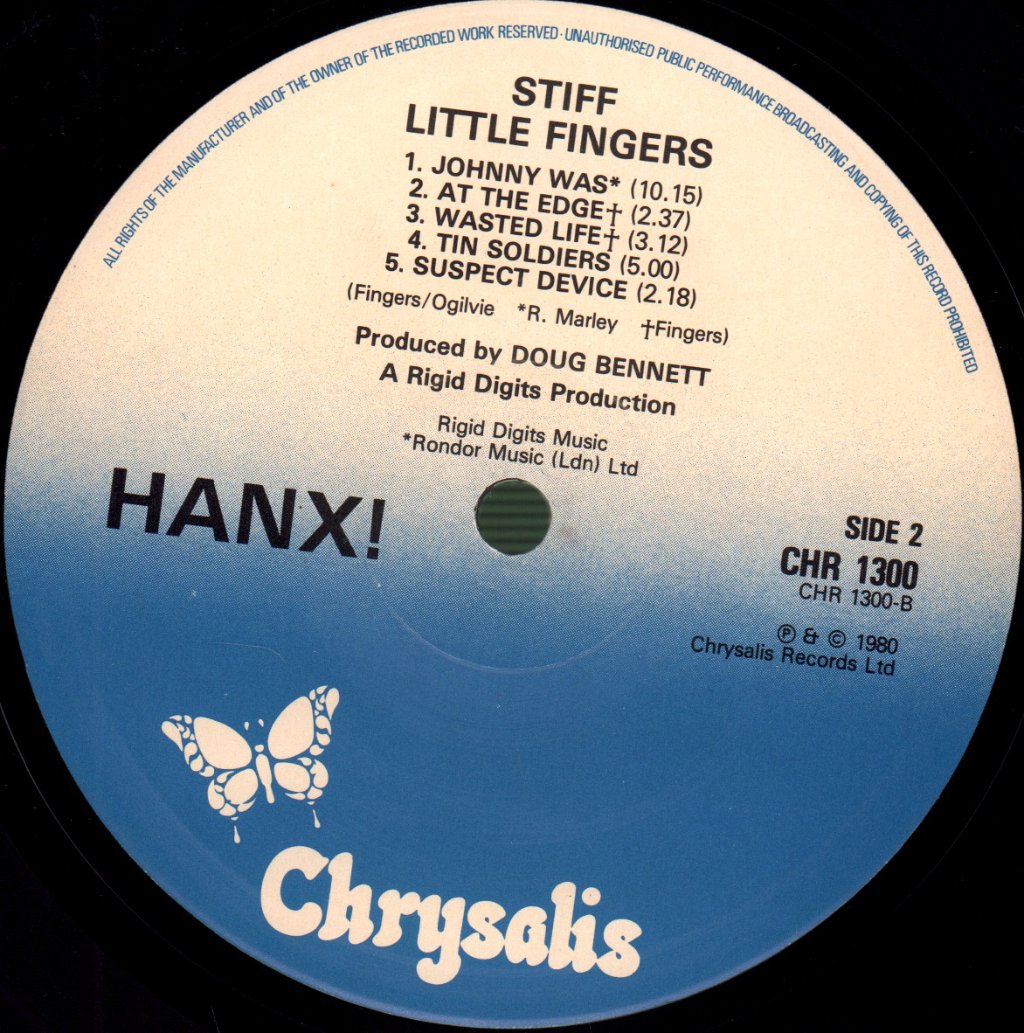 ALL RIGHTS OF THE MANUFACTURER AND OF THE OWNER OF THE RECORDED WORK RESERVED · UNAUTHORISED PUBLIC PERFORMANCE BROADCASTING AND COPYING OF THIS RECORD PROHIBITED
STIFF
LITTLE FINGERS
1. JOHNNY WAS* (10.15)
2. AT THE EDGE† (2.37)
3. WASTED LIFE† (3.12)
4. TIN SOLDIERS (5.00)
5. SUSPECT DEVICE (2.18)
(Fingers/Ogilvie *R. Marley †Fingers)
Produced by DOUG BENNETT
A Rigid Digits Production
Rigid Digits Music
*Rondor Music (Ldn) Ltd
HANX!
SIDE 2
CHR 1300
CHR 1300-B
Ⓟ & © 1980
Chrysalis Records Ltd
Chrysalis